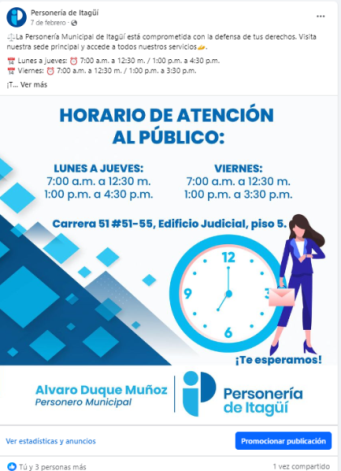 Personería de Itagüí
7 de febrero ·
⚖La Personería Municipal de Itagüí está comprometida con la defensa de tus derechos. Visita
nuestra sede principal y accede a todos nuestros servicios
📅 Lunes a jueves: ⏰ 7:00 a.m. a 12:30 m. / 1:00 p.m. a 4:30 p.m.
📅 Viernes: ⏰ 7:00 a.m. a 12:30 m. / 1:00 p.m. a 3:30 p.m.
¡T... Ver más
HORARIO DE ATENCIÓN
AL PÚBLICO:
LUNES A JUEVES:
7:00 a.m. a 12:30 m.
1:00 p.m. a 4:30 p.m.
VIERNES:
7:00 a.m. a 12:30 m.
1:00 p.m. a 3:30 p.m.
Carrera 51 #51-55, Edificio Judicial, piso 5.
12
9
3
6
¡Te esperamos!
Alvaro Duque Muñoz
Personero Municipal
Personería
de Itagüí
Ver estadísticas y anuncios
Promocionar publicación
Tú y 3 personas más
1 vez compartido